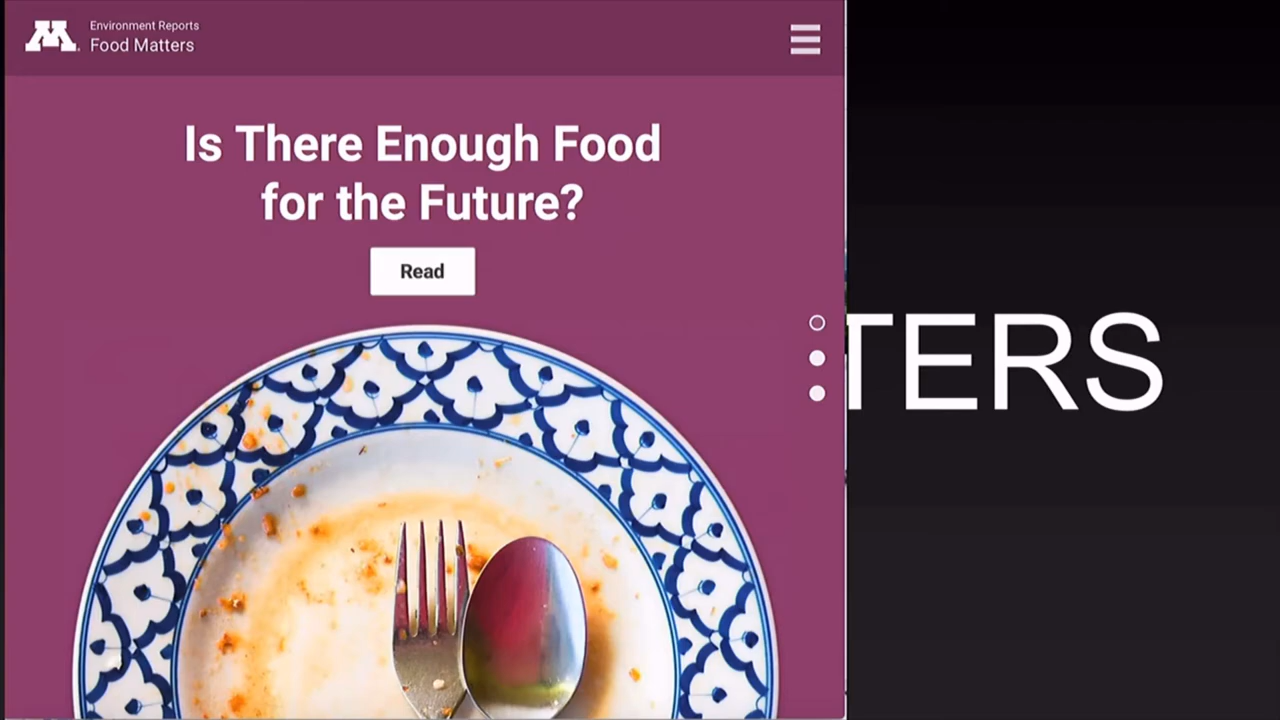 Environment Reports
Food Matters
Is There Enough Food
for the Future?
Read
TERS